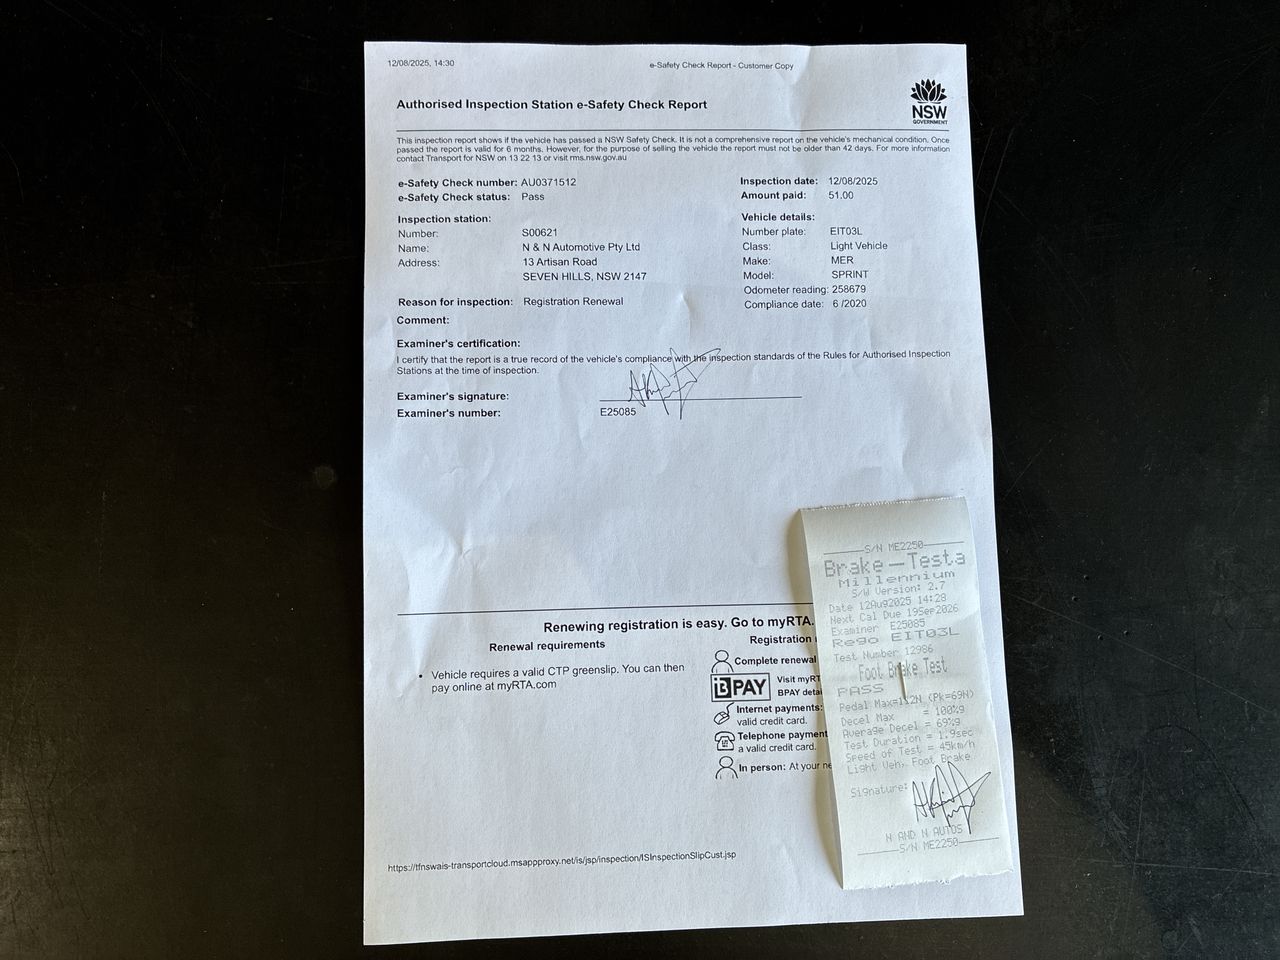 12/08/2025, 14:30
e-Safety Check Report - Customer Copy
Authorised Inspection Station e-Safety Check Report
NSW
GOVERNMENT
This inspection report shows if the vehicle has passed a NSW Safety Check. It is not a comprehensive report on the vehicle's mechanical condition. Once
passed the report is valid for 6 months. However, for the purpose of selling the vehicle the report must not be older than 42 days. For more information
contact Transport for NSW on 13 22 13 or visit rms.nsw.gov.au
e-Safety Check number: AU0371512
e-Safety Check status: Pass
Inspection date: 12/08/2025
Amount paid: 51.00
Inspection station:
Number: S00621
Name: N & N Automotive Pty Ltd
Address: 13 Artisan Road
SEVEN HILLS, NSW 2147
Vehicle details:
Number plate: EIT03L
Class: Light Vehicle
Make: MER
Model: SPRINT
Odometer reading: 258679
Compliance date: 6 /2020
Reason for inspection: Registration Renewal
Comment:
Examiner's certification:
I certify that the report is a true record of the vehicle's compliance with the inspection standards of the Rules for Authorised Inspection
Stations at the time of inspection.
Examiner's signature:
Examiner's number: E25085
Renewing registration is easy. Go to myRTA.
Renewal requirements
• Vehicle requires a valid CTP greenslip. You can then
pay online at myRTA.com
Registration
Complete renewal
B PAY
Visit myRT
BPAY detai
Internet payments:
valid credit card.
Telephone payment
a valid credit card.
In person: At your ne
https://tfnswais-transportcloud.msappproxy.net/is/jsp/inspection/ISInspectionSlipCust.jsp
S/N ME2250
Brake-Testa
Millennium
S/W Version: 2.7
Date 12Aug2025 14:28
Next Cal Due 19Sep2026
Examiner E25085
Rego EIT03L
Test Number 12986
Foot Brake Test
PASS
Pedal Max= (Pk=69N)
Decel Max = 100%g
Average Decel = 69%g
Test Duration = 1.9sec
Speed of Test = 45km/h
Light Veh, Foot Brake
Signature:
N AND N AUTOS
S/N ME2250